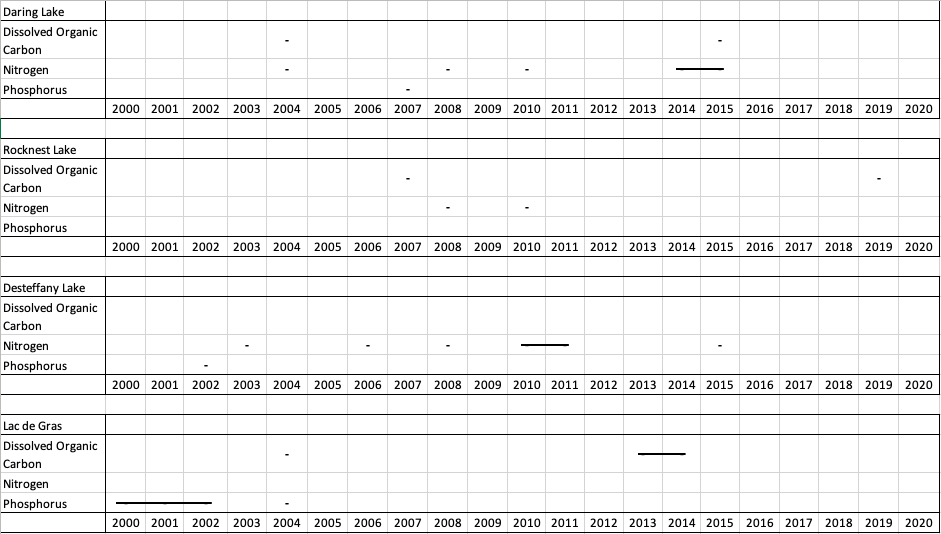 Daring Lake
Dissolved Organic
Carbon - -
Nitrogen - - -
Phosphorus -
2000 2001 2002 2003 2004 2005 2006 2007 2008 2009 2010 2011 2012 2013 2014 2015 2016 2017 2018 2019 2020
Rocknest Lake
Dissolved Organic
Carbon - -
Nitrogen - -
Phosphorus
2000 2001 2002 2003 2004 2005 2006 2007 2008 2009 2010 2011 2012 2013 2014 2015 2016 2017 2018 2019 2020
Desteffany Lake
Dissolved Organic
Carbon
Nitrogen - - - -
Phosphorus -
2000 2001 2002 2003 2004 2005 2006 2007 2008 2009 2010 2011 2012 2013 2014 2015 2016 2017 2018 2019 2020
Lac de Gras
Dissolved Organic
Carbon -
Nitrogen
Phosphorus -
2000 2001 2002 2003 2004 2005 2006 2007 2008 2009 2010 2011 2012 2013 2014 2015 2016 2017 2018 2019 2020